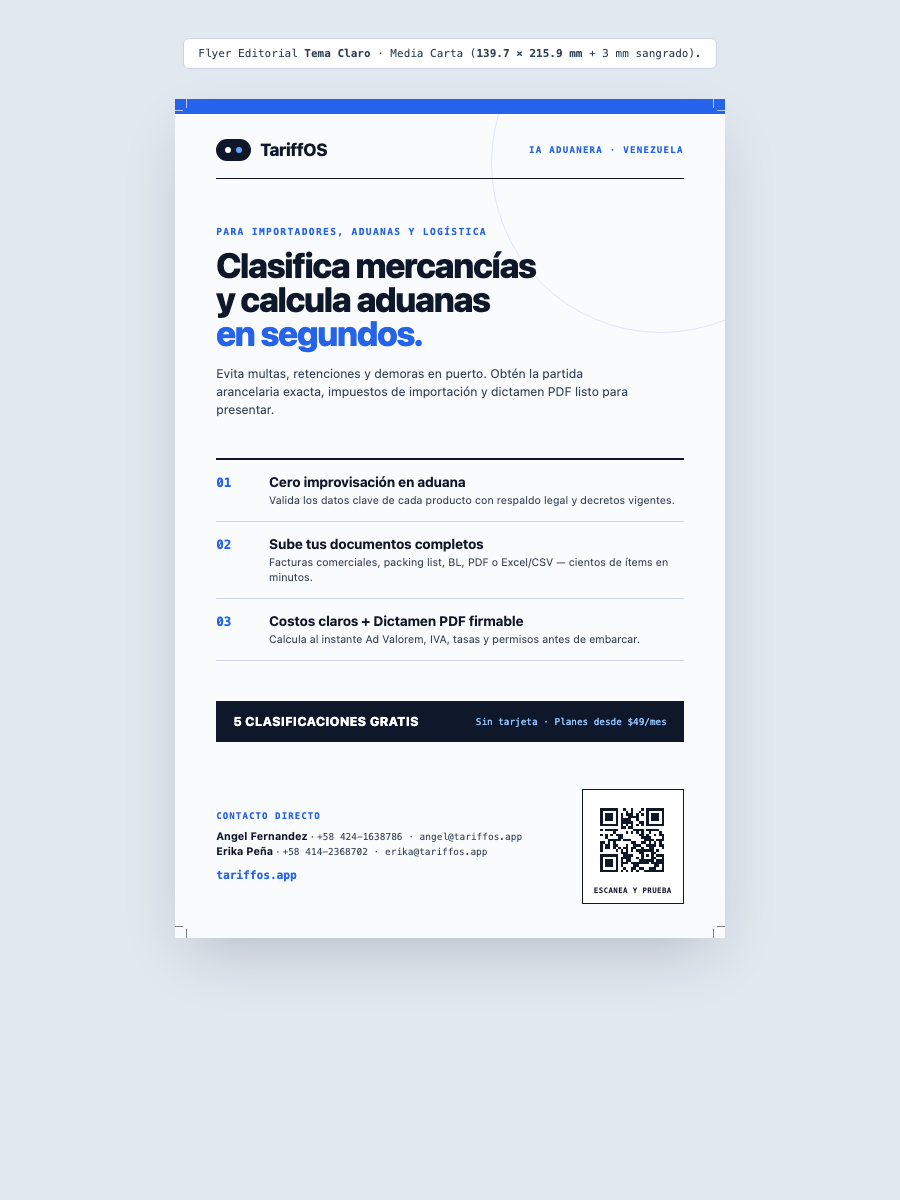 Flyer Editorial Tema Claro · Media Carta (139.7 × 215.9 mm + 3 mm sangrado).
TariffOS
IA ADUANERA · VENEZUELA
PARA IMPORTADORES, ADUANAS Y LOGÍSTICA
Clasifica mercancías
y calcula aduanas
en segundos.
Evita multas, retenciones y demoras en puerto. Obtén la partida
arancelaria exacta, impuestos de importación y dictamen PDF listo para
presentar.
01
Cero improvisación en aduana
Valida los datos clave de cada producto con respaldo legal y decretos vigentes.
02
Sube tus documentos completos
Facturas comerciales, packing list, BL, PDF o Excel/CSV — cientos de ítems en
minutos.
03
Costos claros + Dictamen PDF firmable
Calcula al instante Ad Valorem, IVA, tasas y permisos antes de embarcar.
5 CLASIFICACIONES GRATIS
Sin tarjeta · Planes desde $49/mes
CONTACTO DIRECTO
Angel Fernandez · +58 424-1638786 · angel@tariffos.app
Erika Peña · +58 414-2368702 · erika@tariffos.app
tariffos.app
ESCANEA Y PRUEBA